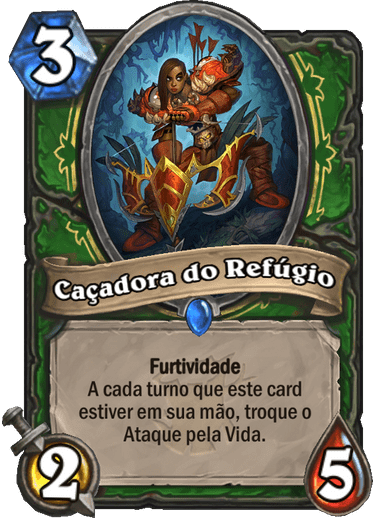 3
Caçadora do Refúgio
Furtividade
A cada turno que este card
estiver em sua mão, troque o
Ataque pela Vida.
2
5